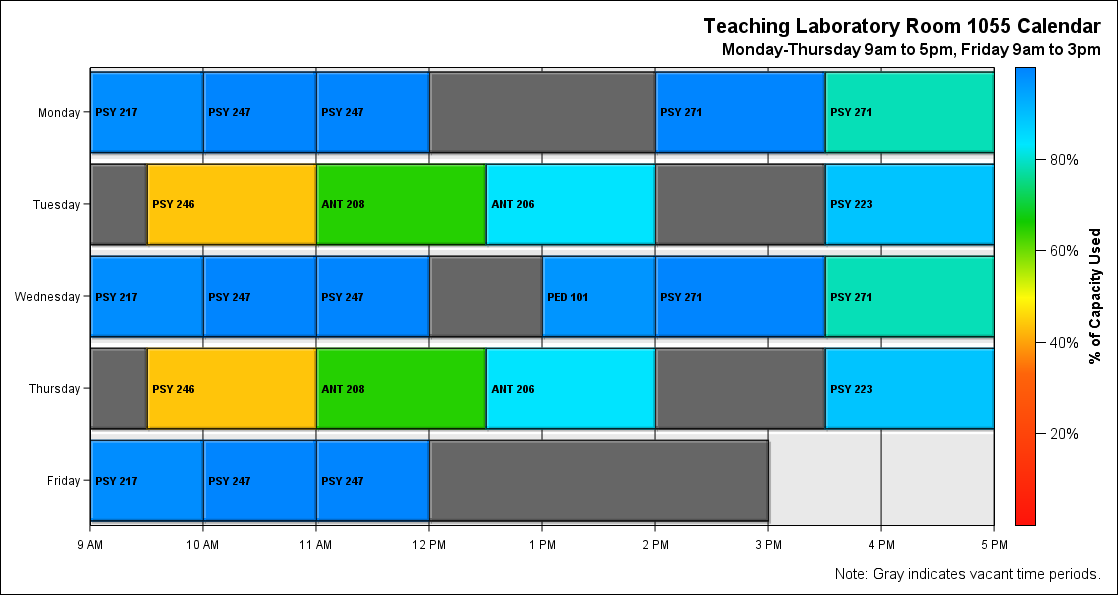 Teaching Laboratory Room 1055 Calendar
Monday-Thursday 9am to 5pm, Friday 9am to 3pm
Monday
PSY 217
PSY 247
PSY 247
PSY 271
PSY 271
Tuesday
PSY 246
ANT 208
ANT 206
PSY 223
Wednesday
PSY 217
PSY 247
PSY 247
PED 101
PSY 271
PSY 271
Thursday
PSY 246
ANT 208
ANT 206
PSY 223
Friday
PSY 217
PSY 247
PSY 247
9 AM
10 AM
11 AM
12 PM
1 PM
2 PM
3 PM
4 PM
5 PM
80%
60%
40%
20%
% of Capacity Used
Note: Gray indicates vacant time periods.